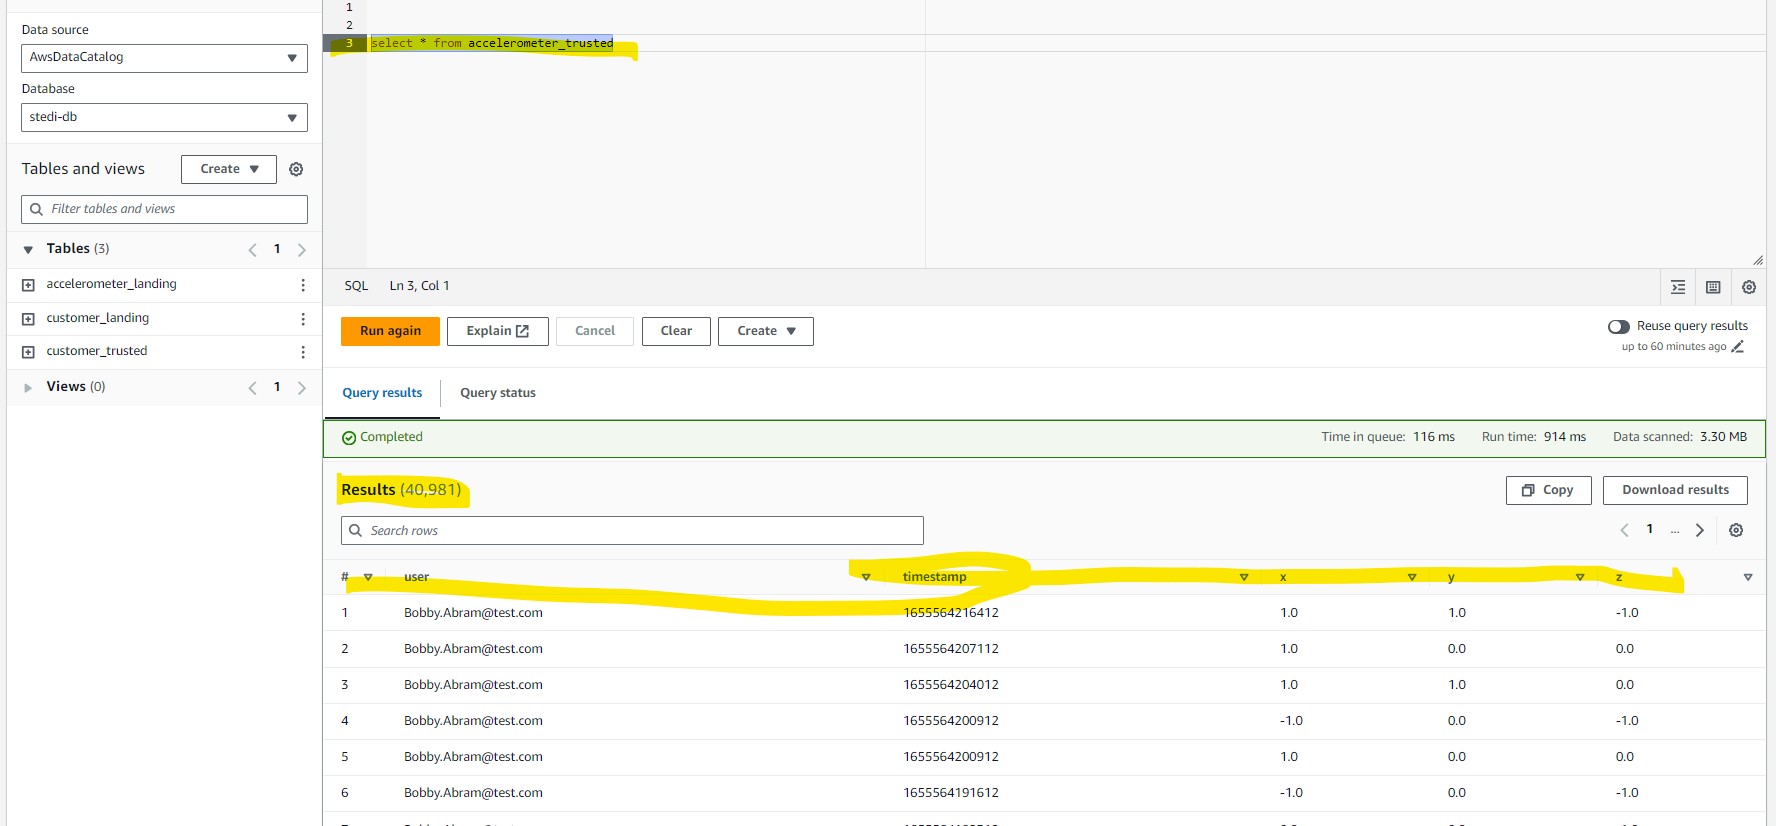 Data source
AwsDataCatalog
Database
stedi-db
Tables and views
Create
Filter tables and views
Tables (3)
1
accelerometer_landing
customer_landing
customer_trusted
Views (0)
1
1
2
3 select * from accelerometer_trusted
SQL Ln 3, Col 1
Run again Explain Cancel Clear Create
Reuse query results
up to 60 minutes ago
Query results Query status
Completed Time in queue: 116 ms Run time: 914 ms Data scanned: 3.30 MB
Results (40,981) Copy Download results
Search rows 1 ...
# user timestamp x y z
1 Bobby.Abram@test.com 1655564216412 1.0 1.0 -1.0
2 Bobby.Abram@test.com 1655564207112 1.0 0.0 0.0
3 Bobby.Abram@test.com 1655564204012 1.0 1.0 0.0
4 Bobby.Abram@test.com 1655564200912 -1.0 0.0 -1.0
5 Bobby.Abram@test.com 1655564200912 1.0 0.0 0.0
6 Bobby.Abram@test.com 1655564191612 -1.0 0.0 -1.0